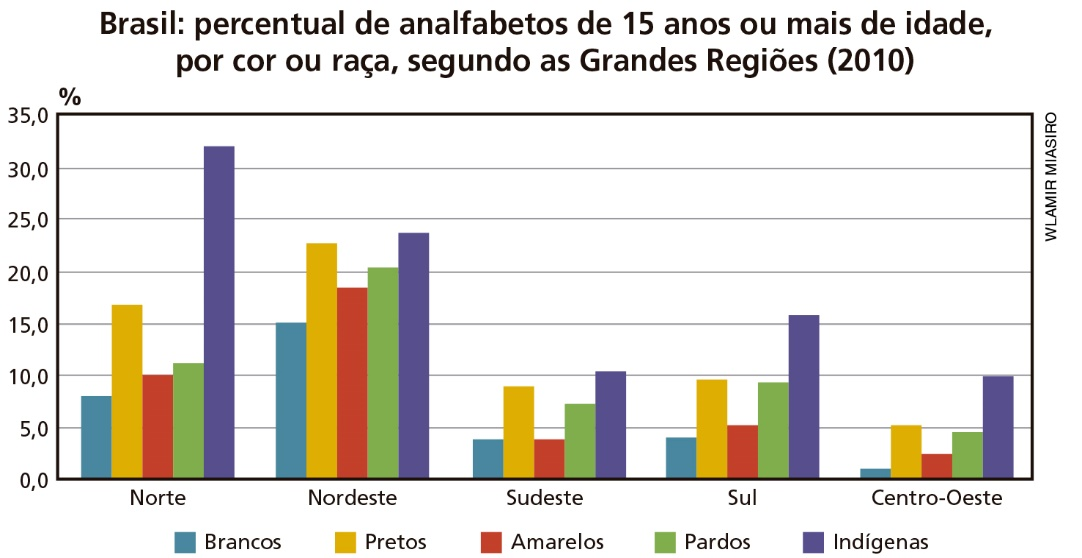 Brasil: percentual de analfabetos de 15 anos ou mais de idade,
por cor ou raça, segundo as Grandes Regiões (2010)
%
35,0
30,0
25,0
20,0
15,0
10,0
5,0
0,0
Norte
Nordeste
Sudeste
Sul
Centro-Oeste
Brancos
Pretos
Amarelos
Pardos
Indígenas
WLAMIR MIASIRO